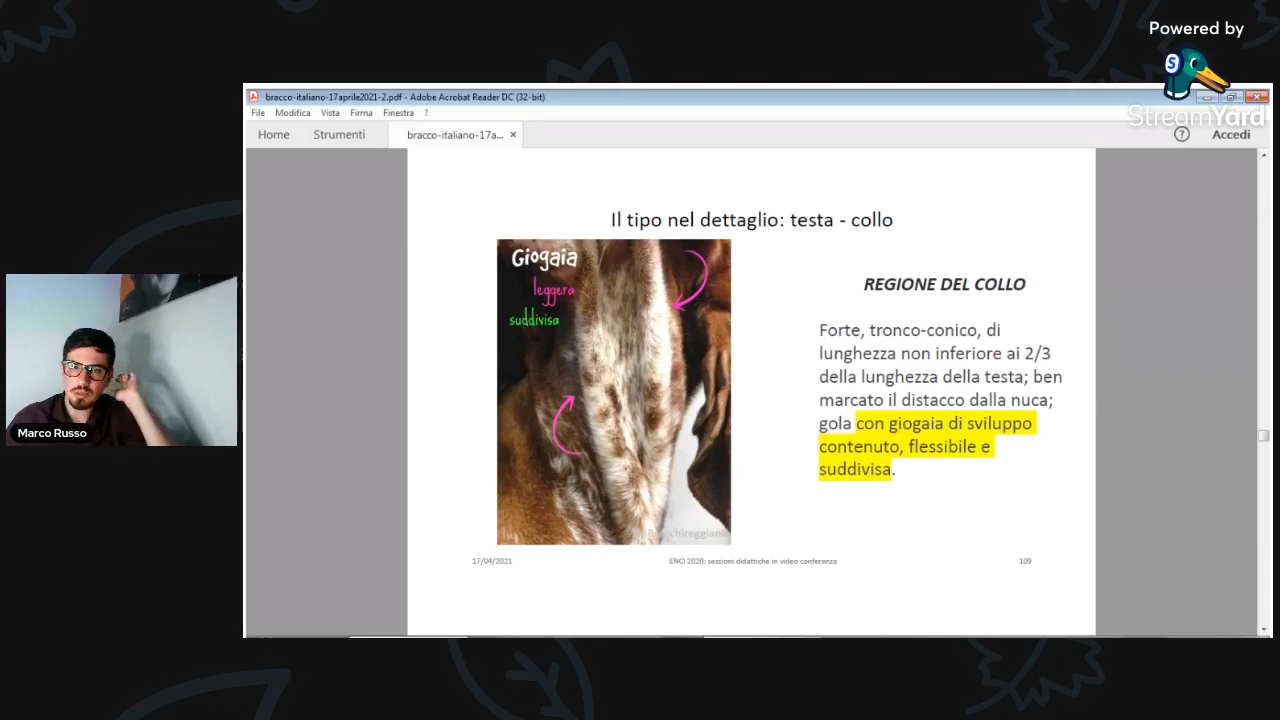 Powered by
StreamYard
bracco-italiano-17aprile2021-2.pdf - Adobe Acrobat Reader DC (32-bit)
File Modifica Vista Firma Finestra ?
Home Strumenti bracco-italiano-17a... × ? Accedi
Il tipo nel dettaglio: testa - collo
Giogaia
leggera
suddivisa
REGIONE DEL COLLO
Forte, tronco-conico, di
lunghezza non inferiore ai 2/3
della lunghezza della testa; ben
marcato il distacco dalla nuca;
gola con giogaia di sviluppo
contenuto, flessibile e
suddivisa.
17/04/2021 ENCI 2020: sessioni didattiche in video conferenza 109
Marco Russo